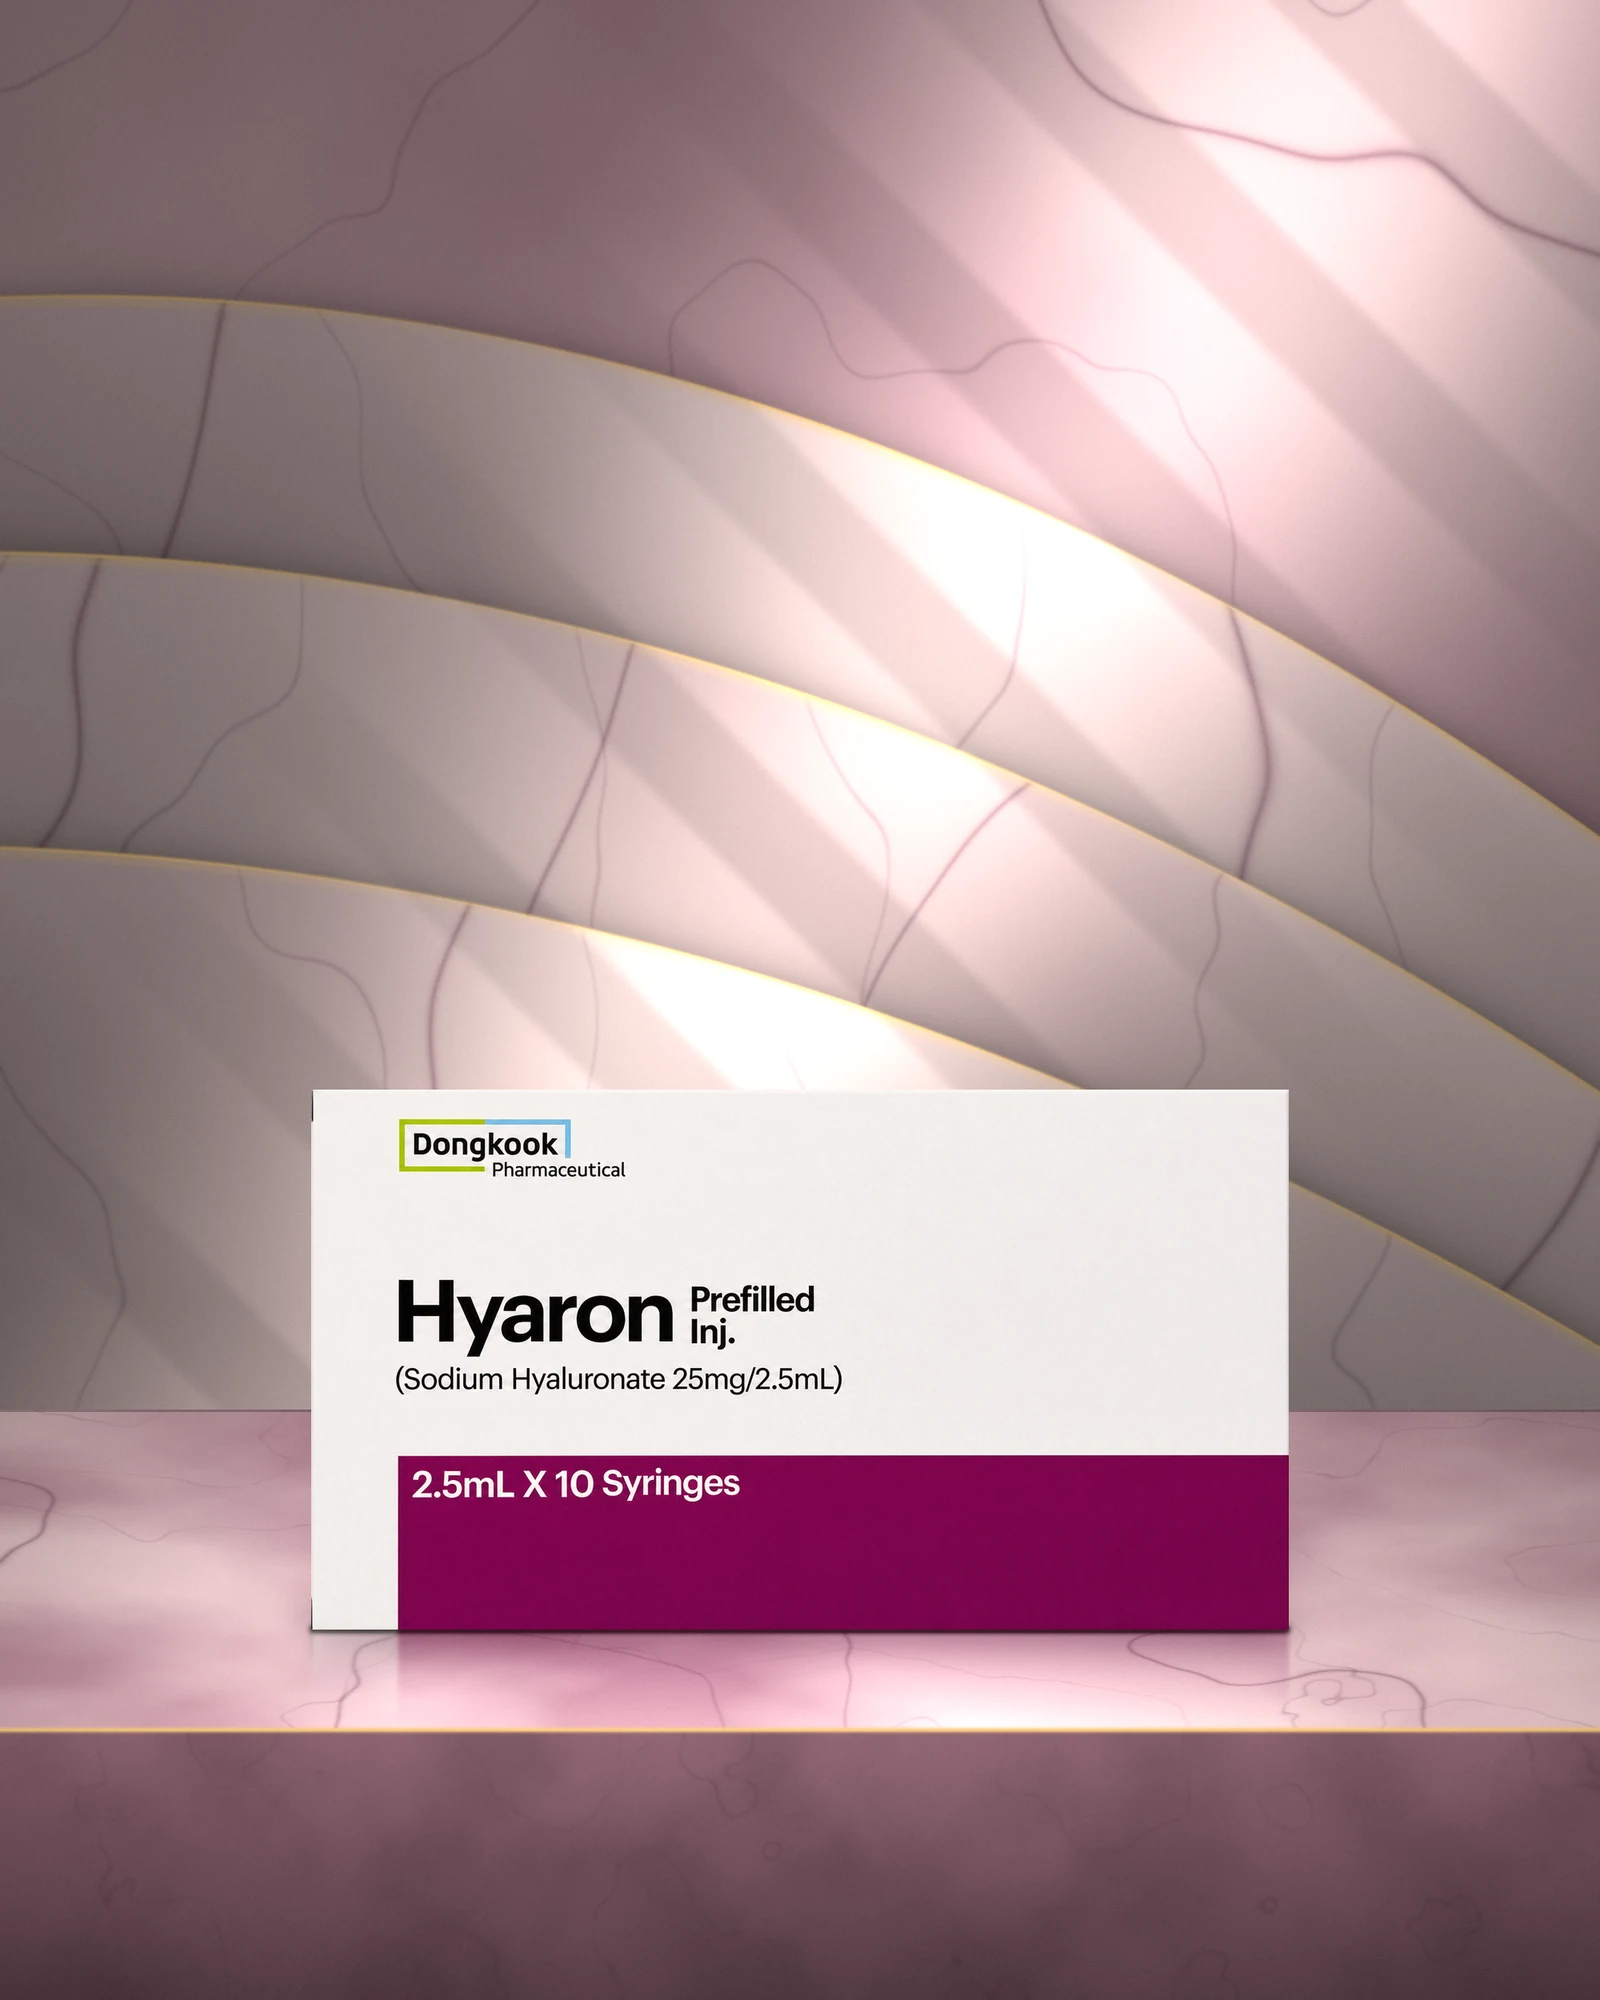 Dongkook
Pharmaceutical
Hyaron Prefilled
Inj.
(Sodium Hyaluronate 25mg/2.5mL)
2.5mL X 10 Syringes